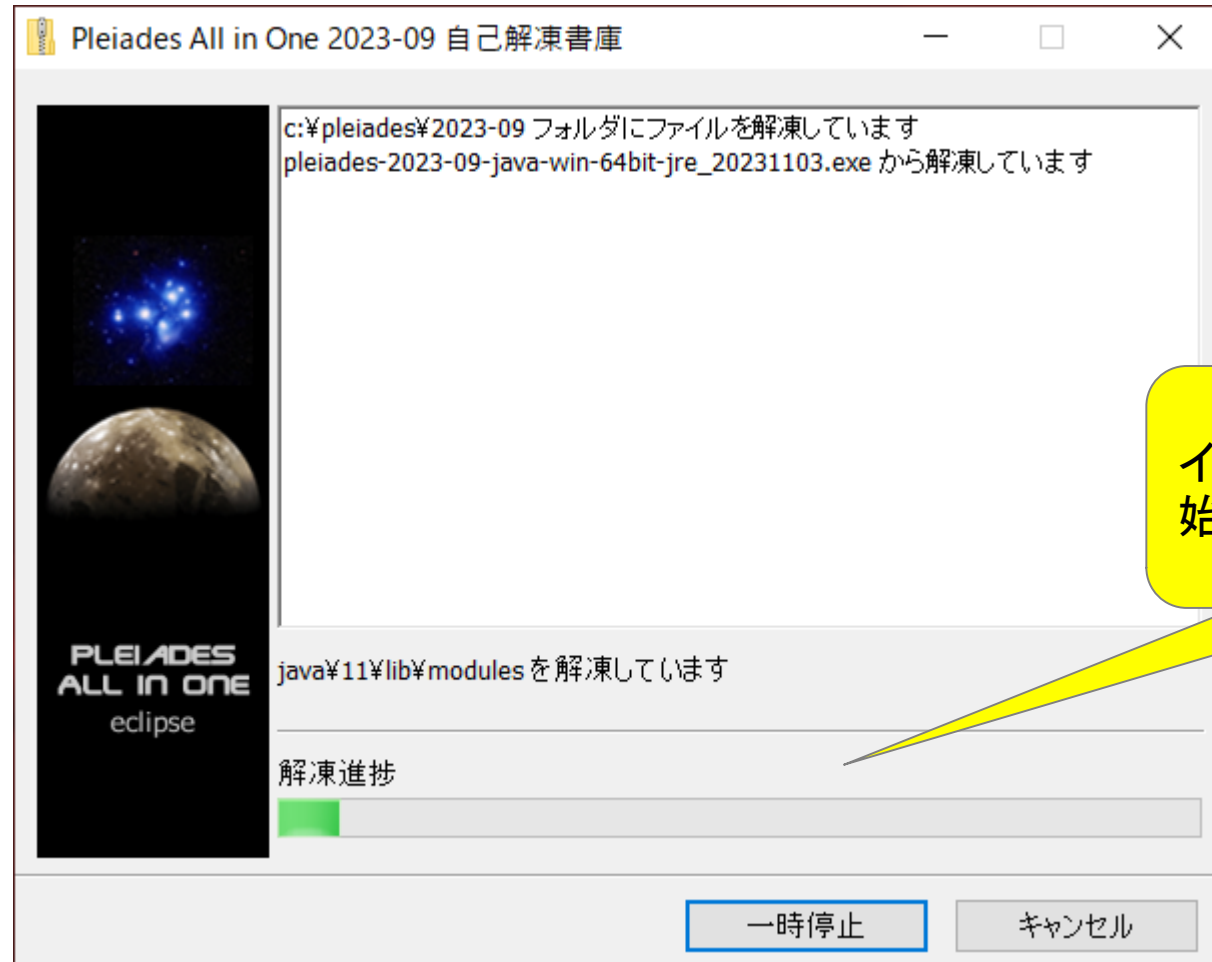 Pleiades All in One 2023-09 自己解凍書庫
c:¥pleiades¥2023-09 フォルダにファイルを解凍しています
pleiades-2023-09-java-win-64bit-jre_20231103.exe から解凍しています
イ
始
PLEIADES
ALL IN ONE
eclipse
java¥11¥lib¥modules を解凍しています
解凍進捗
一時停止
キャンセル